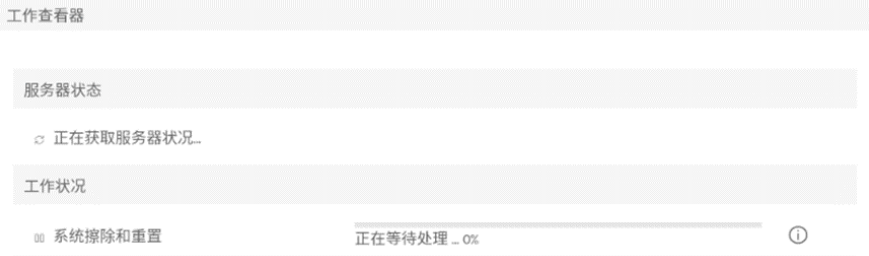 工作查看器
服务器状态
正在获取服务器状况...
工作状况
系统擦除和重置
正在等待处理 ... 0%